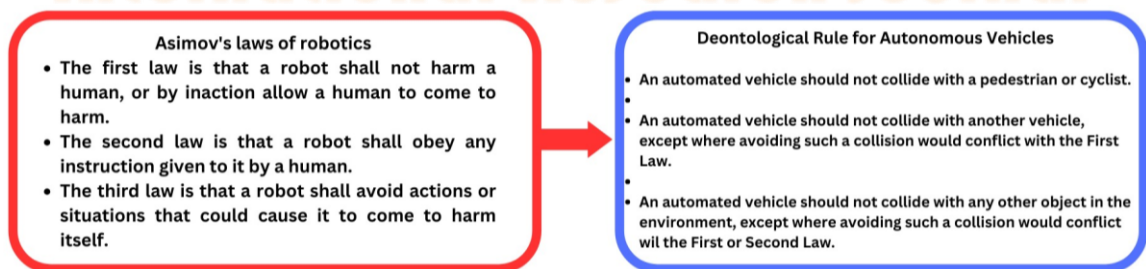 Asimov's laws of robotics
• The first law is that a robot shall not harm a
human, or by inaction allow a human to come to
harm.
• The second law is that a robot shall obey any
instruction given to it by a human.
• The third law is that a robot shall avoid actions or
situations that could cause it to come to harm
itself.
Deontological Rule for Autonomous Vehicles
• An automated vehicle should not collide with a pedestrian or cyclist.
•
• An automated vehicle should not collide with another vehicle,
except where avoiding such a collision would conflict with the First
Law.
•
• An automated vehicle should not collide with any other object in the
environment, except where avoiding such a collision would conflict
wil the First or Second Law.